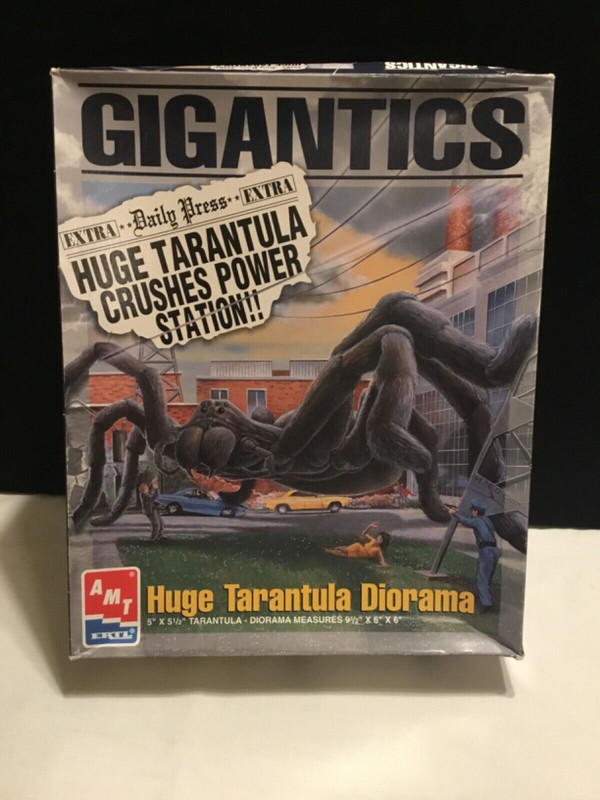 GIGANTICS
GIGANTICS
EXTRA ··Daily Press·· EXTRA
HUGE TARANTULA
CRUSHES POWER
STATION!!
AMT
ERTL®
Huge Tarantula Diorama
5" X 5½" TARANTULA - DIORAMA MEASURES 9½" X 6" X 6"